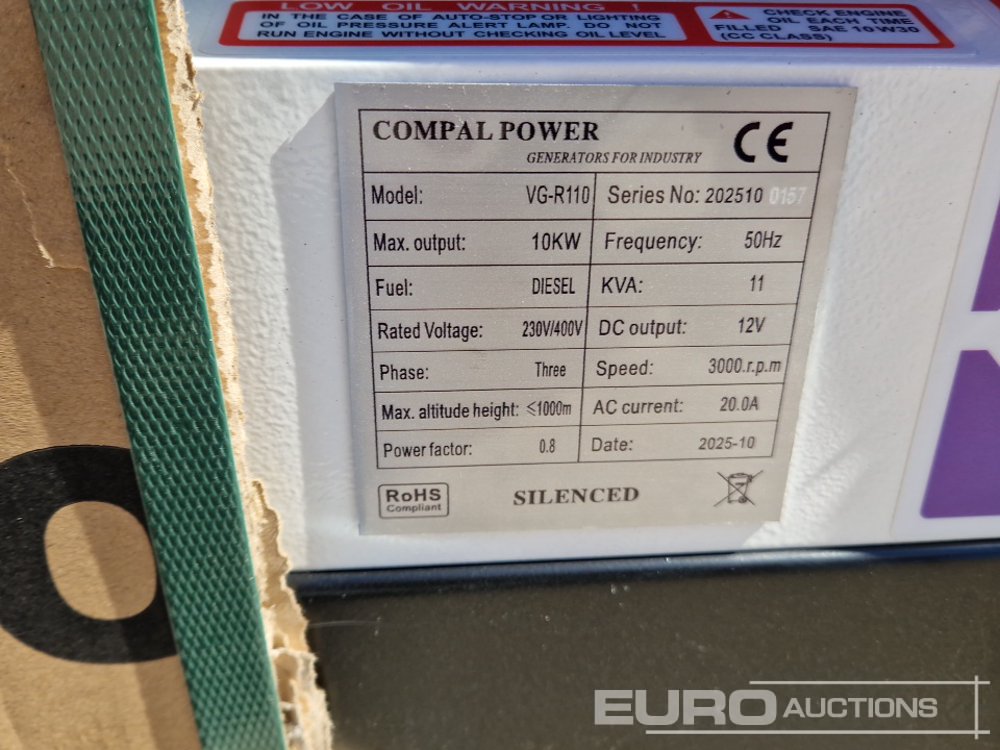 LOW OIL WARNING !
IN THE CASE OF AUTO-STOP OR LIGHTING
OF OIL PRESSURE ALERT LAMP. DO NOT
RUN ENGINE WITHOUT CHECKING OIL LEVEL
CHECK ENGINE
OIL EACH TIME
FILLED SAE 10W30
(CC CLASS)
COMPAL POWER
GENERATORS FOR INDUSTRY
CE
Model: VG-R110 Series No: 202510 0157
Max. output: 10KW Frequency: 50Hz
Fuel: DIESEL KVA: 11
Rated Voltage: 230V/400V DC output: 12V
Phase: Three Speed: 3000.r.p.m
Max. altitude height: ≤1000m AC current: 20.0A
Power factor: 0.8 Date: 2025-10
RoHS
Compliant
SILENCED
O
EURO AUCTIONS